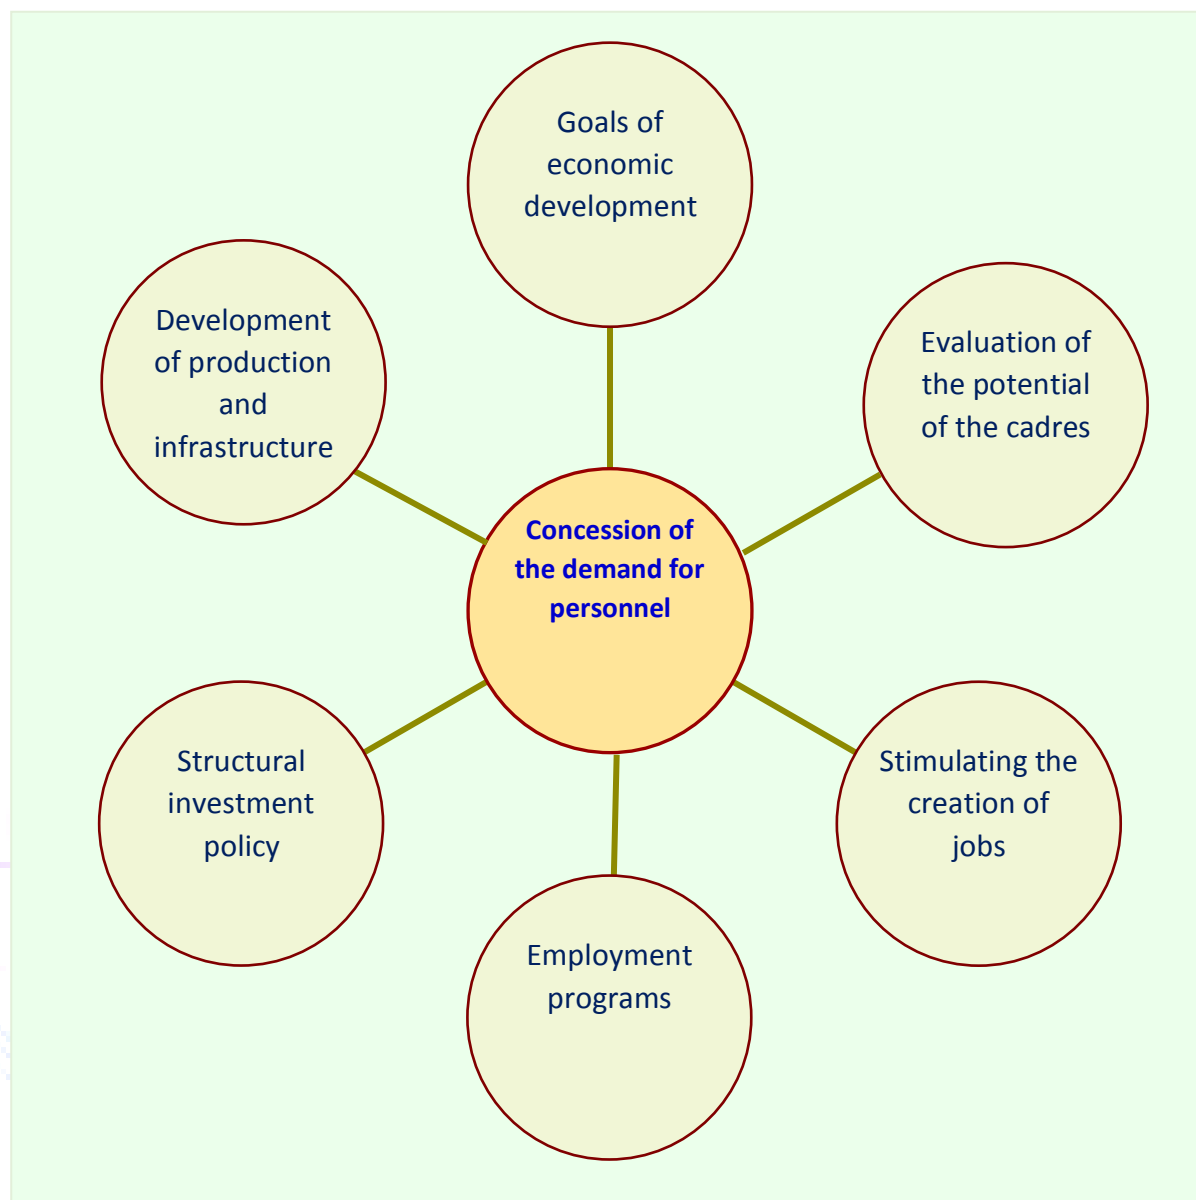 Goals of
economic
development
Development
of production
and
infrastructure
Evaluation of
the potential
of the cadres
Concession of
the demand for
personnel
Structural
investment
policy
Stimulating the
creation of
jobs
Employment
programs